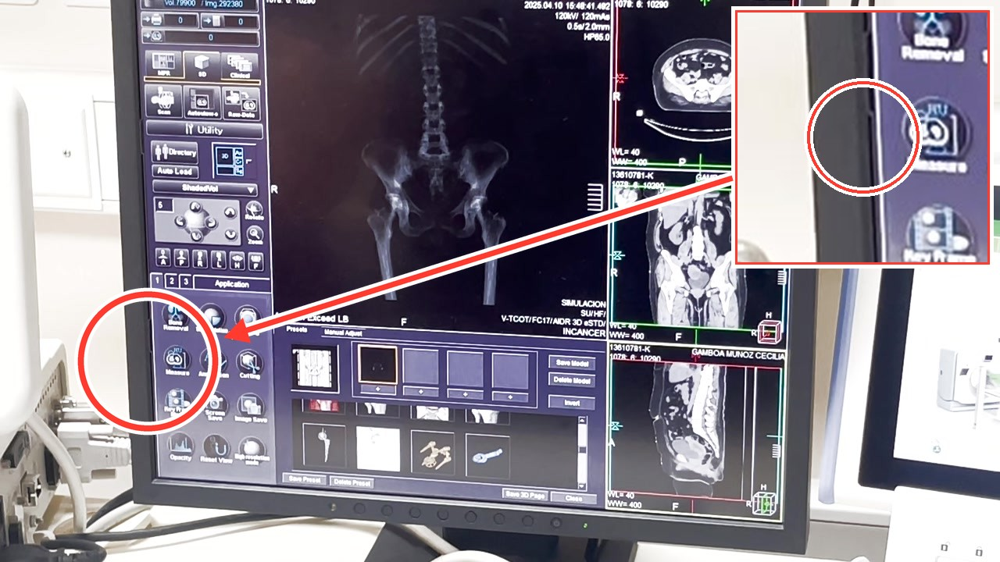 Vol.79900 / Img.292380
0
0
0
MPR
3D
Clinical
Scan
Autoview
Raw Data
Utility
Directory
Auto Load
3D
ShadedVol
5
Rotate
Zoom
A
P
R
L
H
F
1 2 3 Application
Bone
Removal
HU
Measure
Cutting
Screen
Save
Image Save
Opacity
Reset View
High Resolution
mode
1078: 6: 10290
2025.04.10 15:48:41.492
120kV/ 120mAs
0.5s/2.0mm
HP65.0
R
F
SIMULACION
SU/HF/
V-TCOT/FC17/AIDR 3D eSTD/
INCANCER
Exceed LB
Presets
Manual Adjust
Save Model
Delete Model
Invert
Save Preset
Delete Preset
Save 3D Page
Close
1078: 6: 10290
R
WL= 40
WW= 400
P
13610781-K
1078: 6: 10290
R
WL= 40
WW= 400
F
H
R
13610781-K
GAMBOA MUNOZ CECILIA
1078: 6: 10290
A
WL= 40
WW= 400
F
H
R
Bone
Removal
HU
Measure
Key Frame